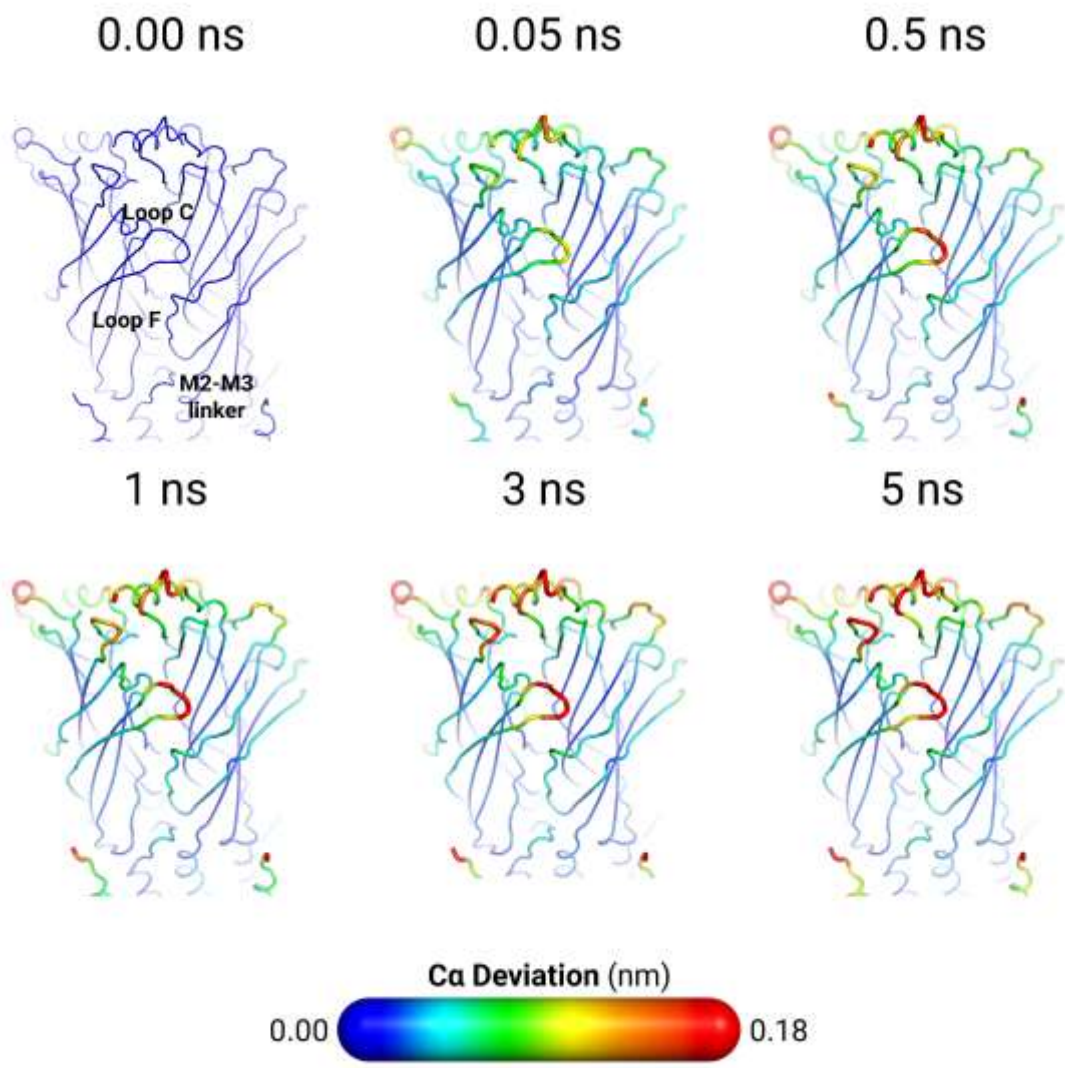 0.00 ns 0.05 ns 0.5 ns
Loop C
Loop F
M2-M3
linker
1 ns 3 ns 5 ns
Cα Deviation (nm)
0.00 0.18